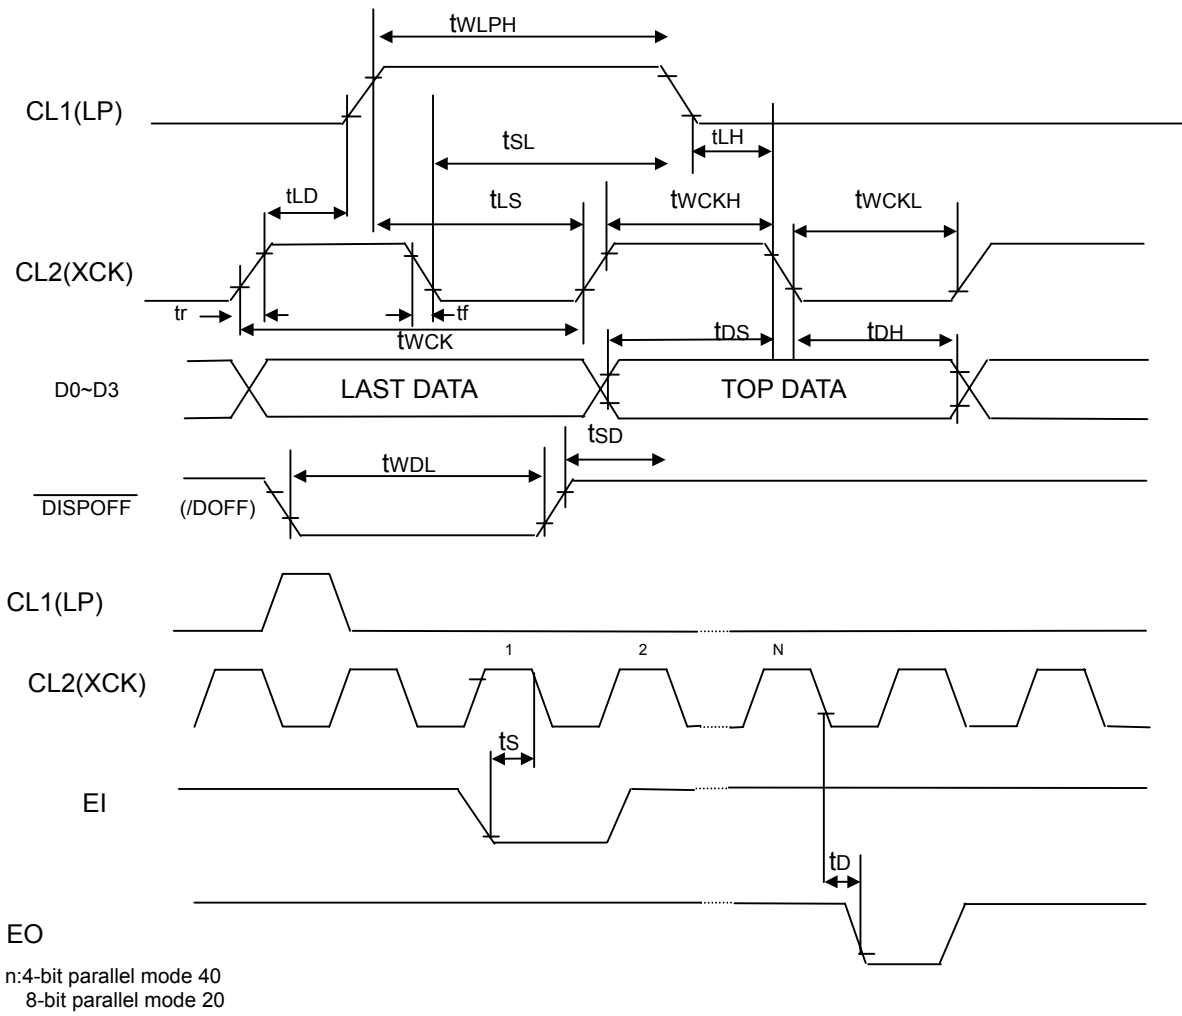 tWLPH
CL1(LP)
tSL
tLH
tLD
tLS
tWCKH
tWCKL
CL2(XCK)
tr
tf
tWCK
tDS
tDH
D0~D3
LAST DATA
TOP DATA
tSD
tWDL
DISPOFF (/DOFF)
CL1(LP)
1 2 N
CL2(XCK)
tS
EI
tD
EO
n:4-bit parallel mode 40
8-bit parallel mode 20